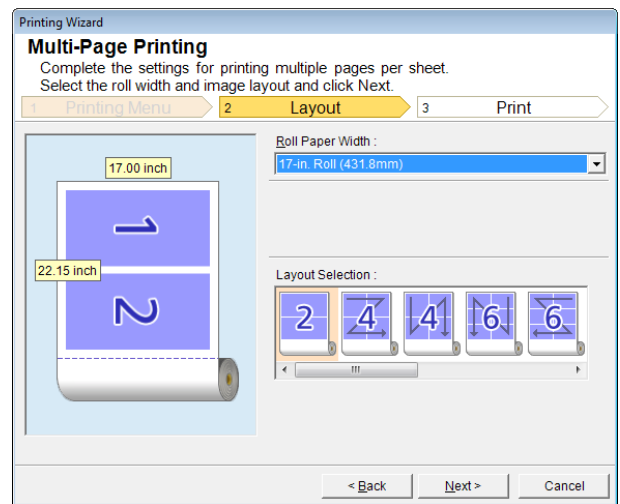 Printing Wizard
Multi-Page Printing
Complete the settings for printing multiple pages per sheet.
Select the roll width and image layout and click Next.
1 Printing Menu 2 Layout 3 Print
Roll Paper Width :
17-in. Roll (431.8mm)
17.00 inch
1
22.15 inch
2
Layout Selection :
2 4 4 6 6
< Back Next > Cancel